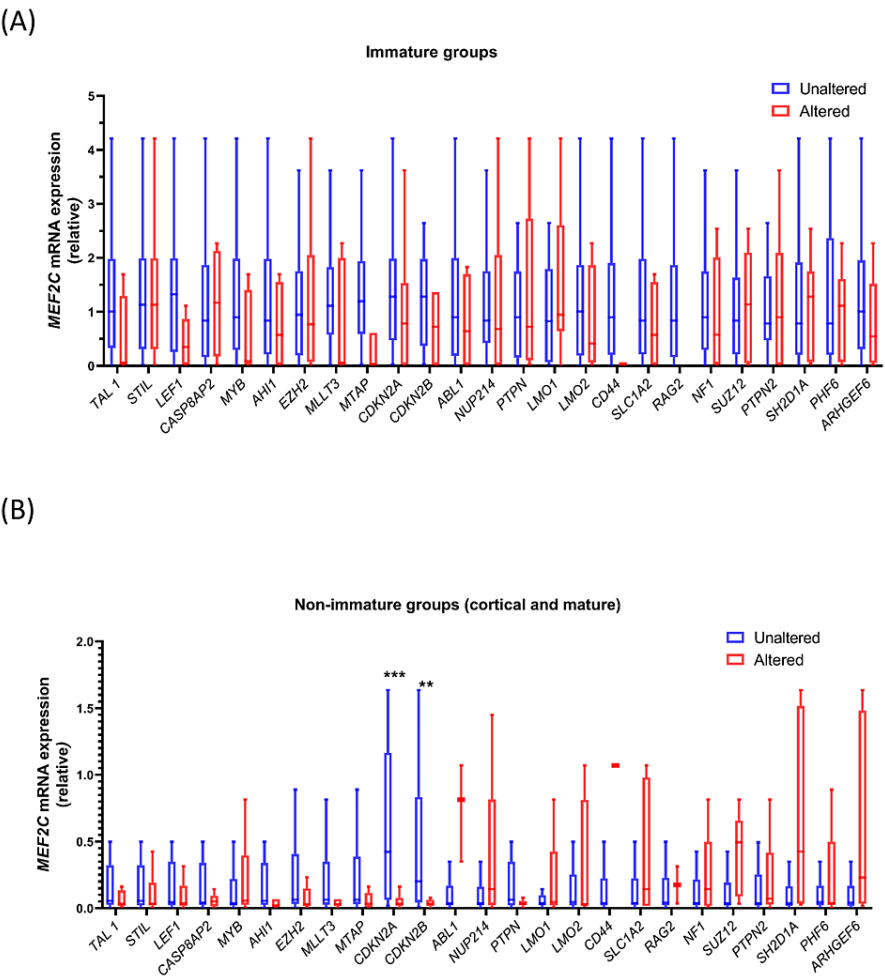 (A)
Immature groups
Unaltered
Altered
MEF2C mRNA expression
(relative)
5
4
3
2
1
0
TAL 1
STIL
LEF1
CASP8AP2
MYB
AHI1
EZH2
MLLT3
MTAP
CDKN2A
CDKN2B
ABL1
NUP214
PTPN
LMO1
LMO2
CD44
SLC1A2
RAG2
NF1
SUZ12
PTPN2
SH2D1A
PHF6
ARHGEF6
(B)
Non-immature groups (cortical and mature)
Unaltered
Altered
MEF2C mRNA expression
(relative)
2.0
1.5
1.0
0.5
0.0
***
**
TAL 1
STIL
LEF1
CASP8AP2
MYB
AHI1
EZH2
MLLT3
MTAP
CDKN2A
CDKN2B
ABL1
NUP214
PTPN
LMO1
LMO2
CD44
SLC1A2
RAG2
NF1
SUZ12
PTPN2
SH2D1A
PHF6
ARHGEF6